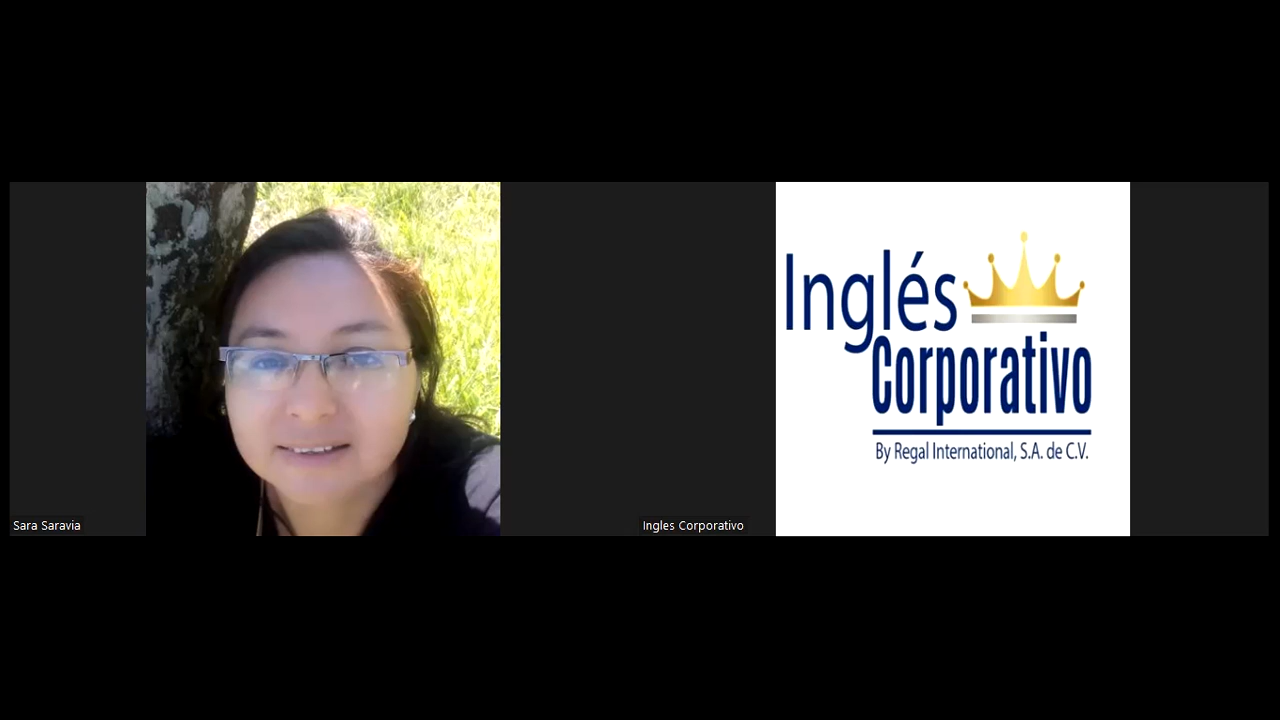 Inglés
Corporativo
By Regal International, S.A. de C.V.
Sara Saravia
Ingles Corporativo